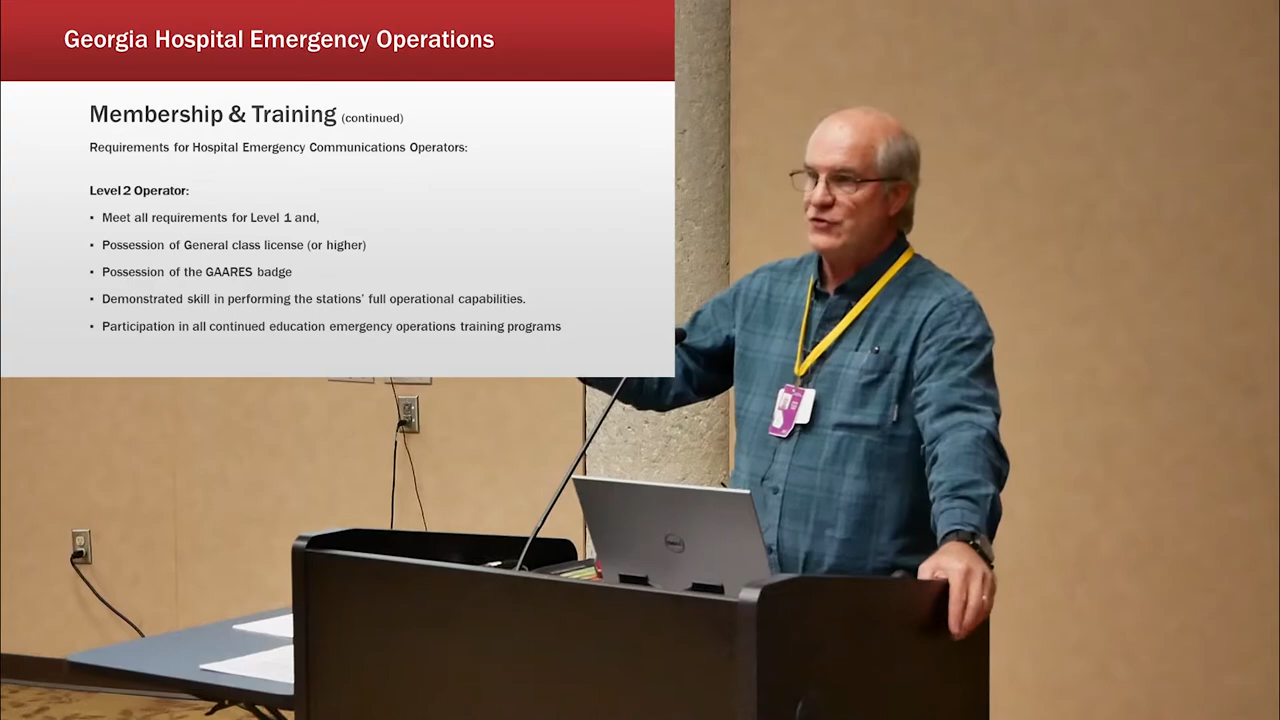 Georgia Hospital Emergency Operations
Membership & Training (continued)
Requirements for Hospital Emergency Communications Operators:
Level 2 Operator:
• Meet all requirements for Level 1 and,
• Possession of General class license (or higher)
• Possession of the GAARES badge
• Demonstrated skill in performing the stations' full operational capabilities.
• Participation in all continued education emergency operations training programs
DELL